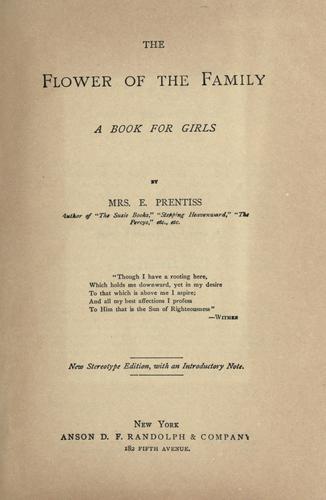 THE
FLOWER OF THE FAMILY
A BOOK FOR GIRLS
BY
MRS. E. PRENTISS
Author of "The Susie Books," "Stepping Heavenward," "The
Percys," etc., etc.
"Though I have a rooting here,
Which holds me downward, yet in my desire
To that which is above me I aspire;
And all my best affections I profess
To Him that is the Sun of Righteousness"
—WITHER
New Stereotype Edition, with an Introductory Note.
NEW YORK
ANSON D. F. RANDOLPH & COMPANY
182 FIFTH AVENUE.